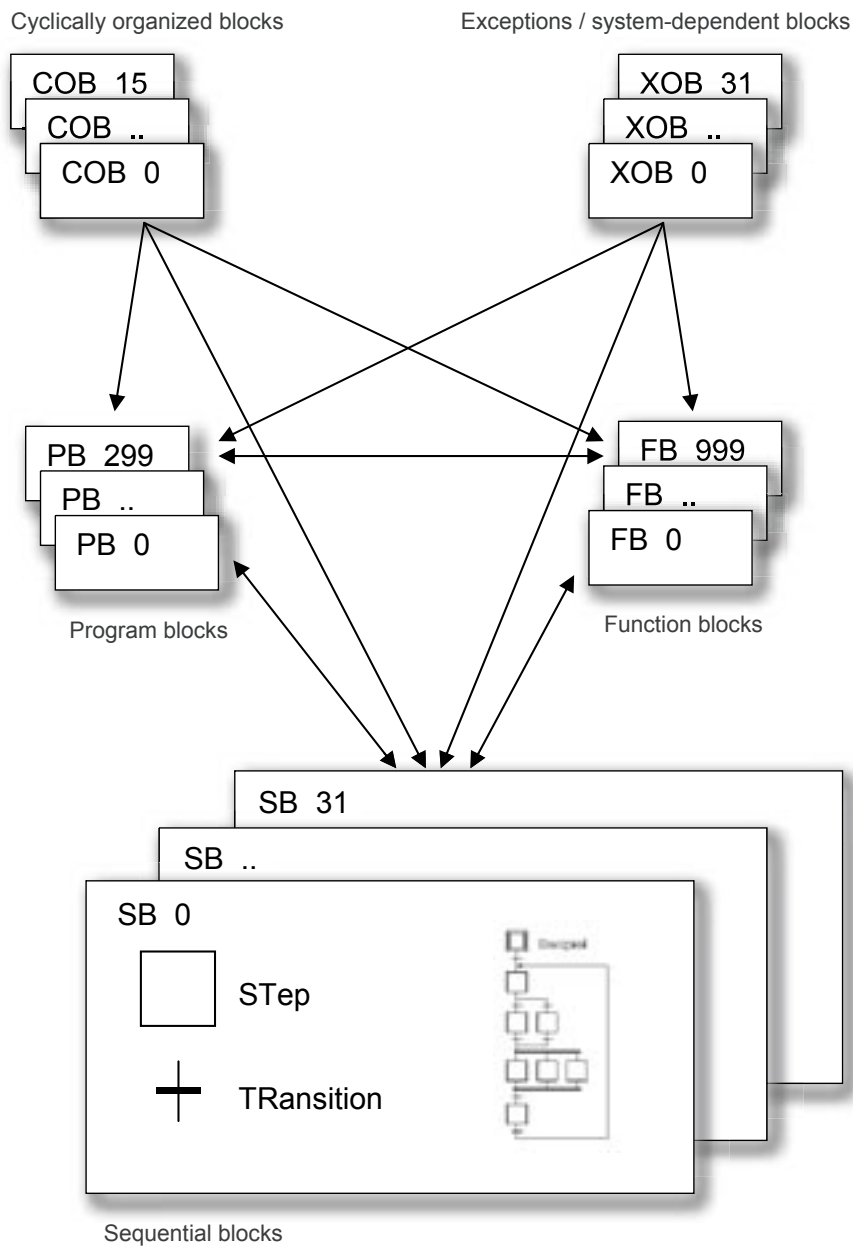 Cyclically organized blocks
Exceptions / system-dependent blocks
COB 15
COB ..
COB 0
XOB 31
XOB ..
XOB 0
PB 299
PB ..
PB 0
FB 999
FB ..
FB 0
Program blocks
Function blocks
SB 31
SB ..
SB 0
STep
TRansition
Sequential blocks